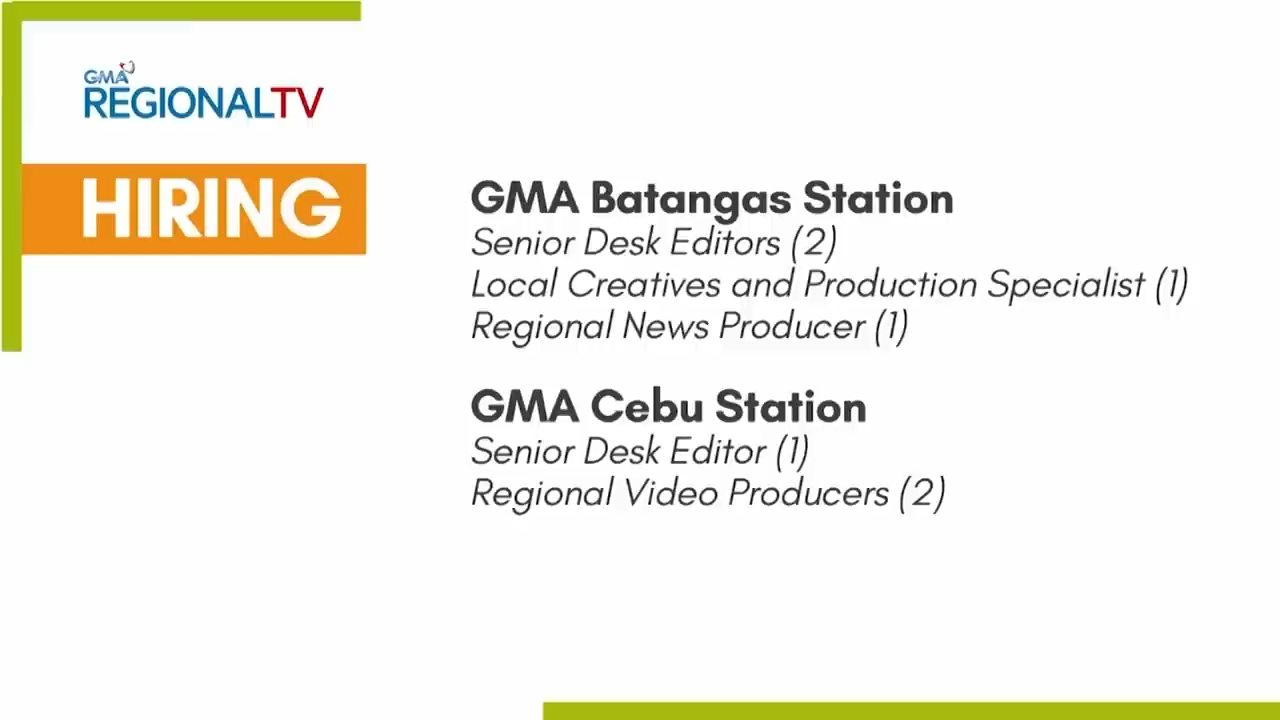 GMA
REGIONALTV
HIRING
GMA Batangas Station
Senior Desk Editors (2)
Local Creatives and Production Specialist (1)
Regional News Producer (1)
GMA Cebu Station
Senior Desk Editor (1)
Regional Video Producers (2)